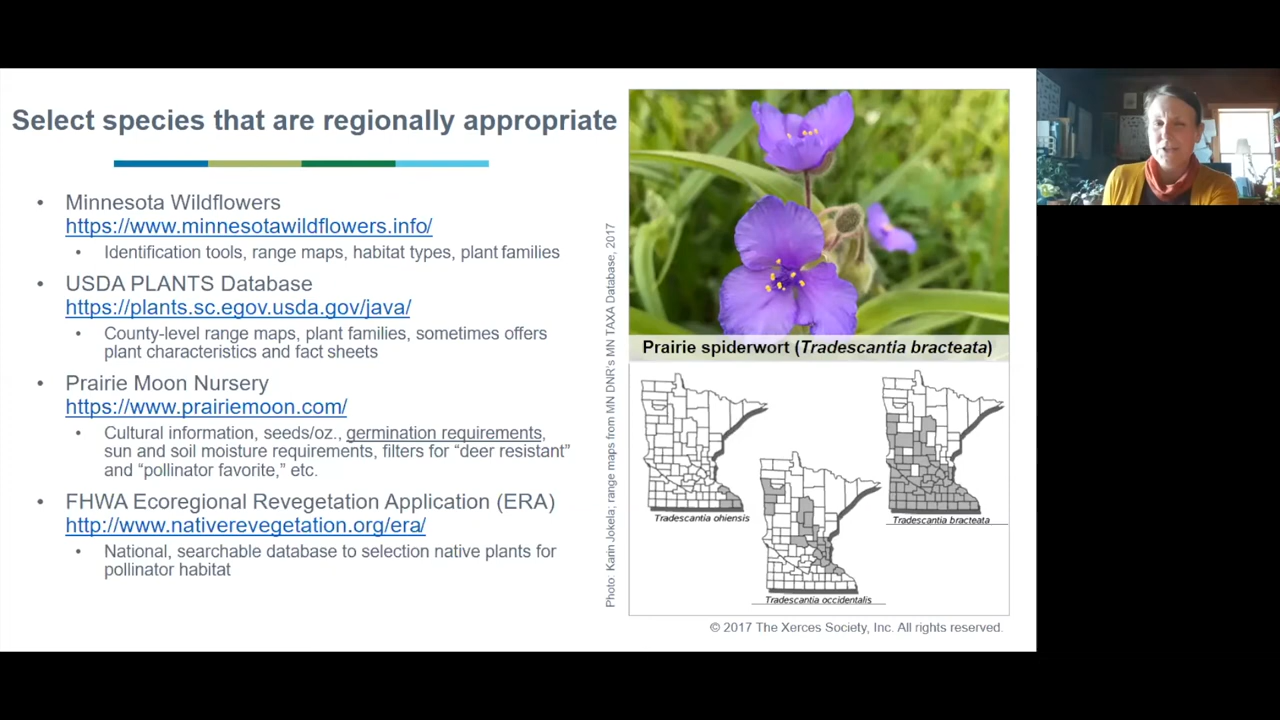 Select species that are regionally appropriate
• Minnesota Wildflowers
https://www.minnesotawildflowers.info/
• Identification tools, range maps, habitat types, plant families
• USDA PLANTS Database
https://plants.sc.egov.usda.gov/java/
• County-level range maps, plant families, sometimes offers
plant characteristics and fact sheets
• Prairie Moon Nursery
https://www.prairiemoon.com/
• Cultural information, seeds/oz., germination requirements,
sun and soil moisture requirements, filters for “deer resistant”
and “pollinator favorite,” etc.
• FHWA Ecoregional Revegetation Application (ERA)
http://www.nativerevegetation.org/era/
• National, searchable database to selection native plants for
pollinator habitat
Photo: Karin Jokela; range maps from MN DNR's MN TAXA Database, 2017
Prairie spiderwort (Tradescantia bracteata)
Tradescantia ohiensis
Tradescantia occidentalis
Tradescantia bracteata
© 2017 The Xerces Society, Inc. All rights reserved.